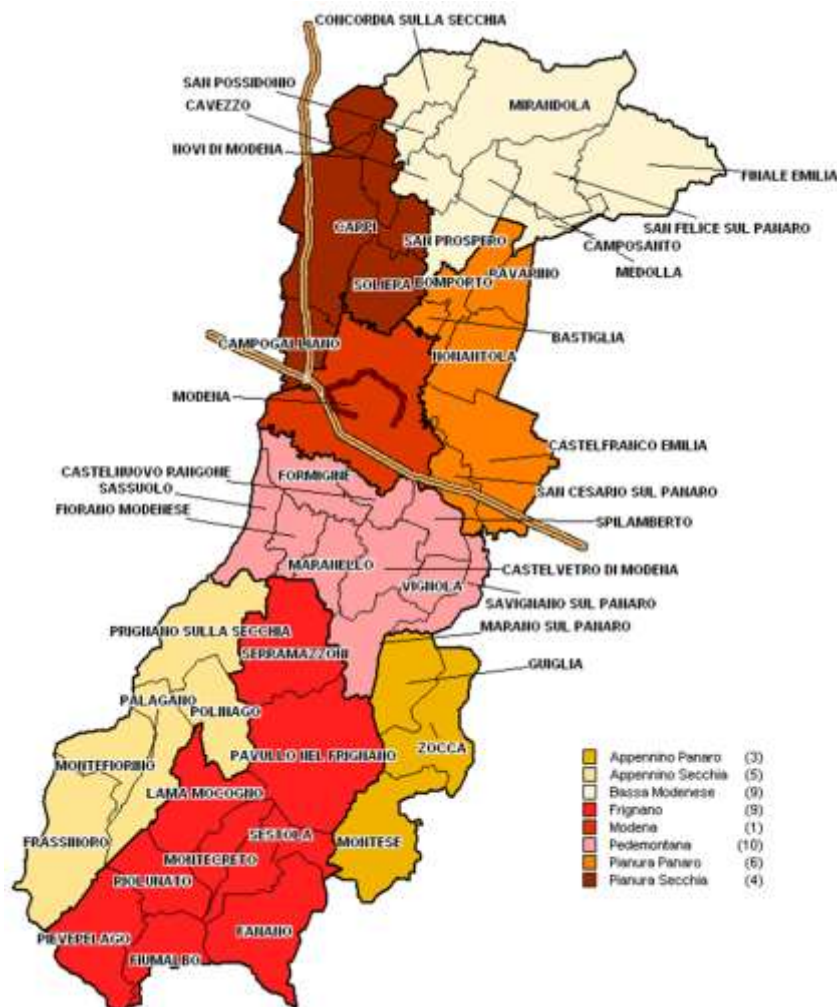 CONCORDIA SULLA SECCHIA
SAN POSSIDONIO
CAVEZZO
MIRANDOLA
NOVI DI MODENA
FINALE EMILIA
CARPI
SAN FELICE SUL PANARO
SAN PROSPERO
CAMPOSANTO
MEDOLLA
RAVARINO
SOLIERA
BOMPORTO
BASTIGLIA
CAMPOGALLIANO
NONANTOLA
MODENA
CASTELFRANCO EMILIA
CASTELNUOVO RANGONE
FORMIGINE
SASSUOLO
SAN CESARIO SUL PANARO
FIORANO MODENESE
SPILAMBERTO
MARANELLO
CASTELVETRO DI MODENA
VIGNOLA
SAVIGNANO SUL PANARO
MARANO SUL PANARO
PRIGNANO SULLA SECCHIA
SERRAMAZZONI
GUIGLIA
PALAGANO
POLINAGO
PAVULLO NEL FRIGNANO
ZOCCA
MONTEFIORINO
LAMA MOCOGNO
SESTOLA
MONTESE
FRASSINORO
MONTECRETO
RIOLUNATO
PIEVEPELAGO
FANANO
FIUMALBO
Appennino Panaro (3)
Appennino Secchia (5)
Bassa Modenese (9)
Frignano (9)
Modena (1)
Pedemontana (10)
Pianura Panaro (6)
Pianura Secchia (4)